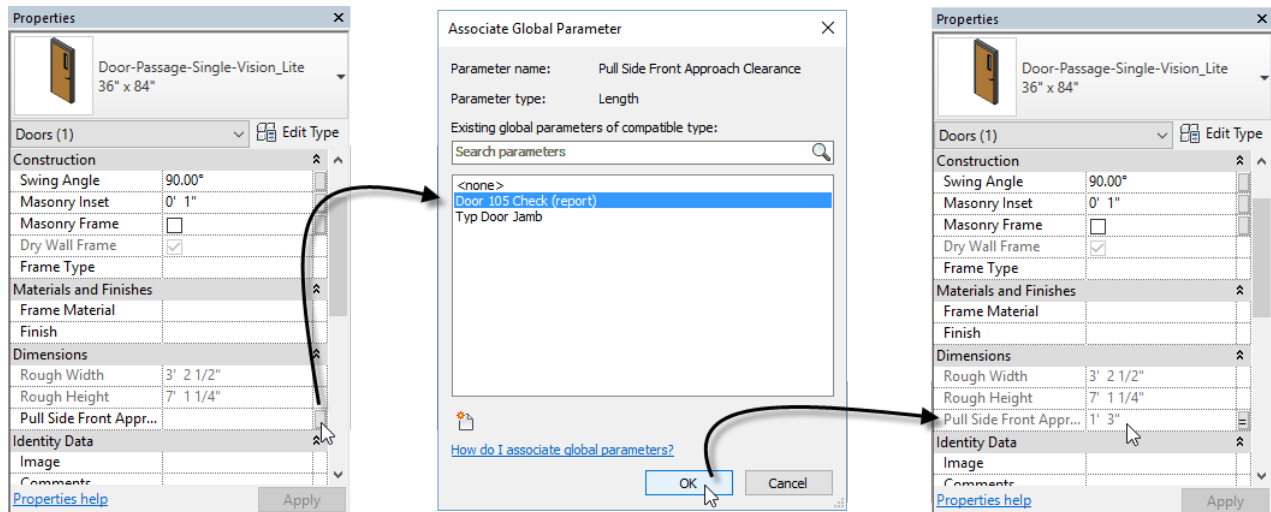 Properties
Door-Passage-Single-Vision_Lite
36" x 84"
Doors (1)
Edit Type
Construction
Swing Angle 90.00°
Masonry Inset 0' 1"
Masonry Frame
Dry Wall Frame
Frame Type
Materials and Finishes
Frame Material
Finish
Dimensions
Rough Width 3' 2 1/2"
Rough Height 7' 1 1/4"
Pull Side Front Appr...
Identity Data
Image
Comments
Properties help Apply
Associate Global Parameter
Parameter name: Pull Side Front Approach Clearance
Parameter type: Length
Existing global parameters of compatible type:
Search parameters
<none>
Door 105 Check (report)
Typ Door Jamb
How do I associate global parameters?
OK Cancel
Properties
Door-Passage-Single-Vision_Lite
36" x 84"
Doors (1)
Edit Type
Construction
Swing Angle 90.00°
Masonry Inset 0' 1"
Masonry Frame
Dry Wall Frame
Frame Type
Materials and Finishes
Frame Material
Finish
Dimensions
Rough Width 3' 2 1/2"
Rough Height 7' 1 1/4"
Pull Side Front Appr... 1' 3" =
Identity Data
Image
Comments
Properties help Apply